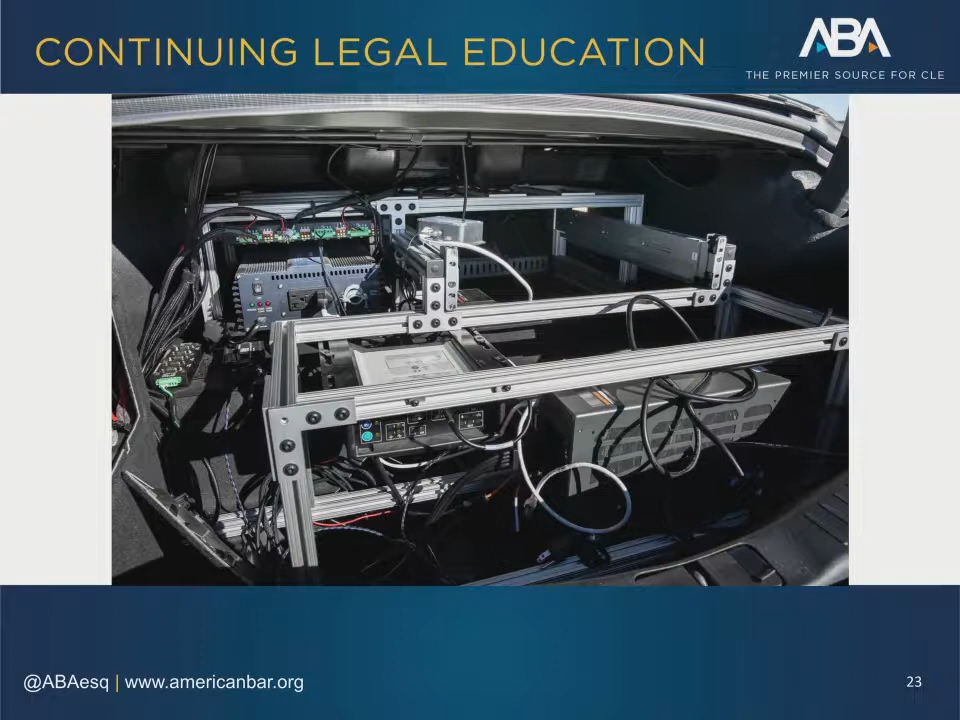 CONTINUING LEGAL EDUCATION
ABA
THE PREMIER SOURCE FOR CLE
@ABAesq | www.americanbar.org
23